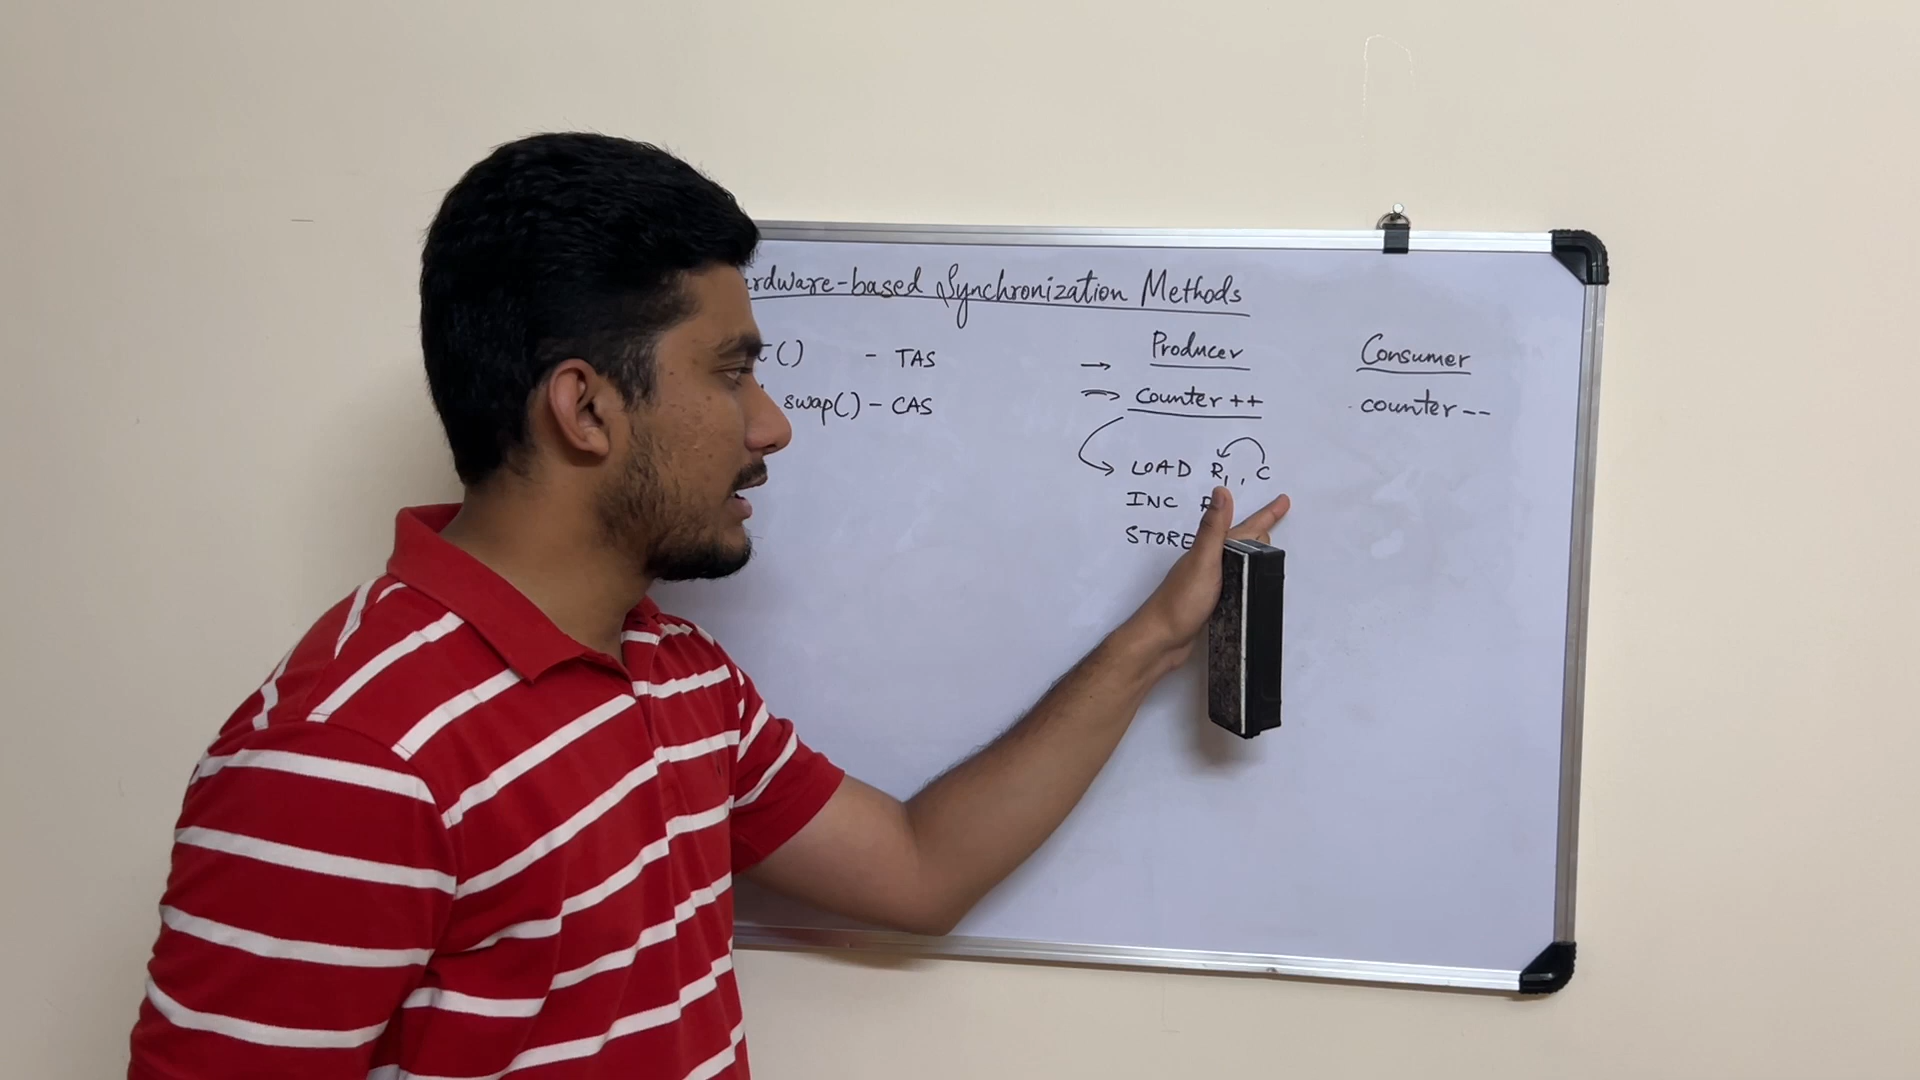 Hardware-based Synchronization Methods
() - TAS
swap() - CAS
→ Producer
⇒ counter ++
LOAD R₁, C
INC R
STORE
Consumer
counter --